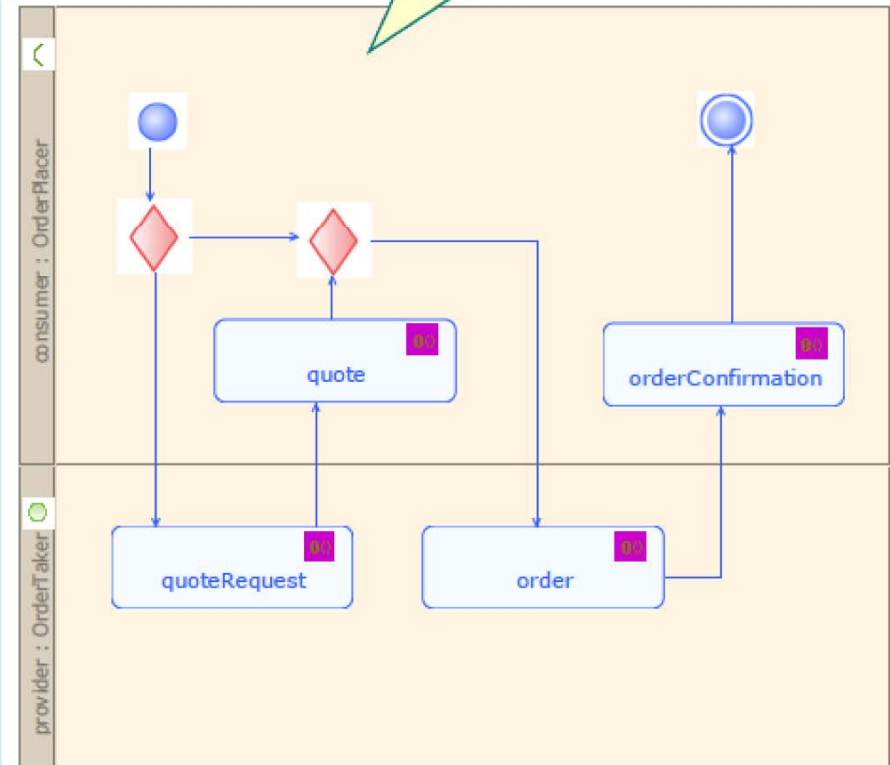 consumer : OrderPlacer
quote
orderConfirmation
provider : OrderTaker
quoteRequest
order